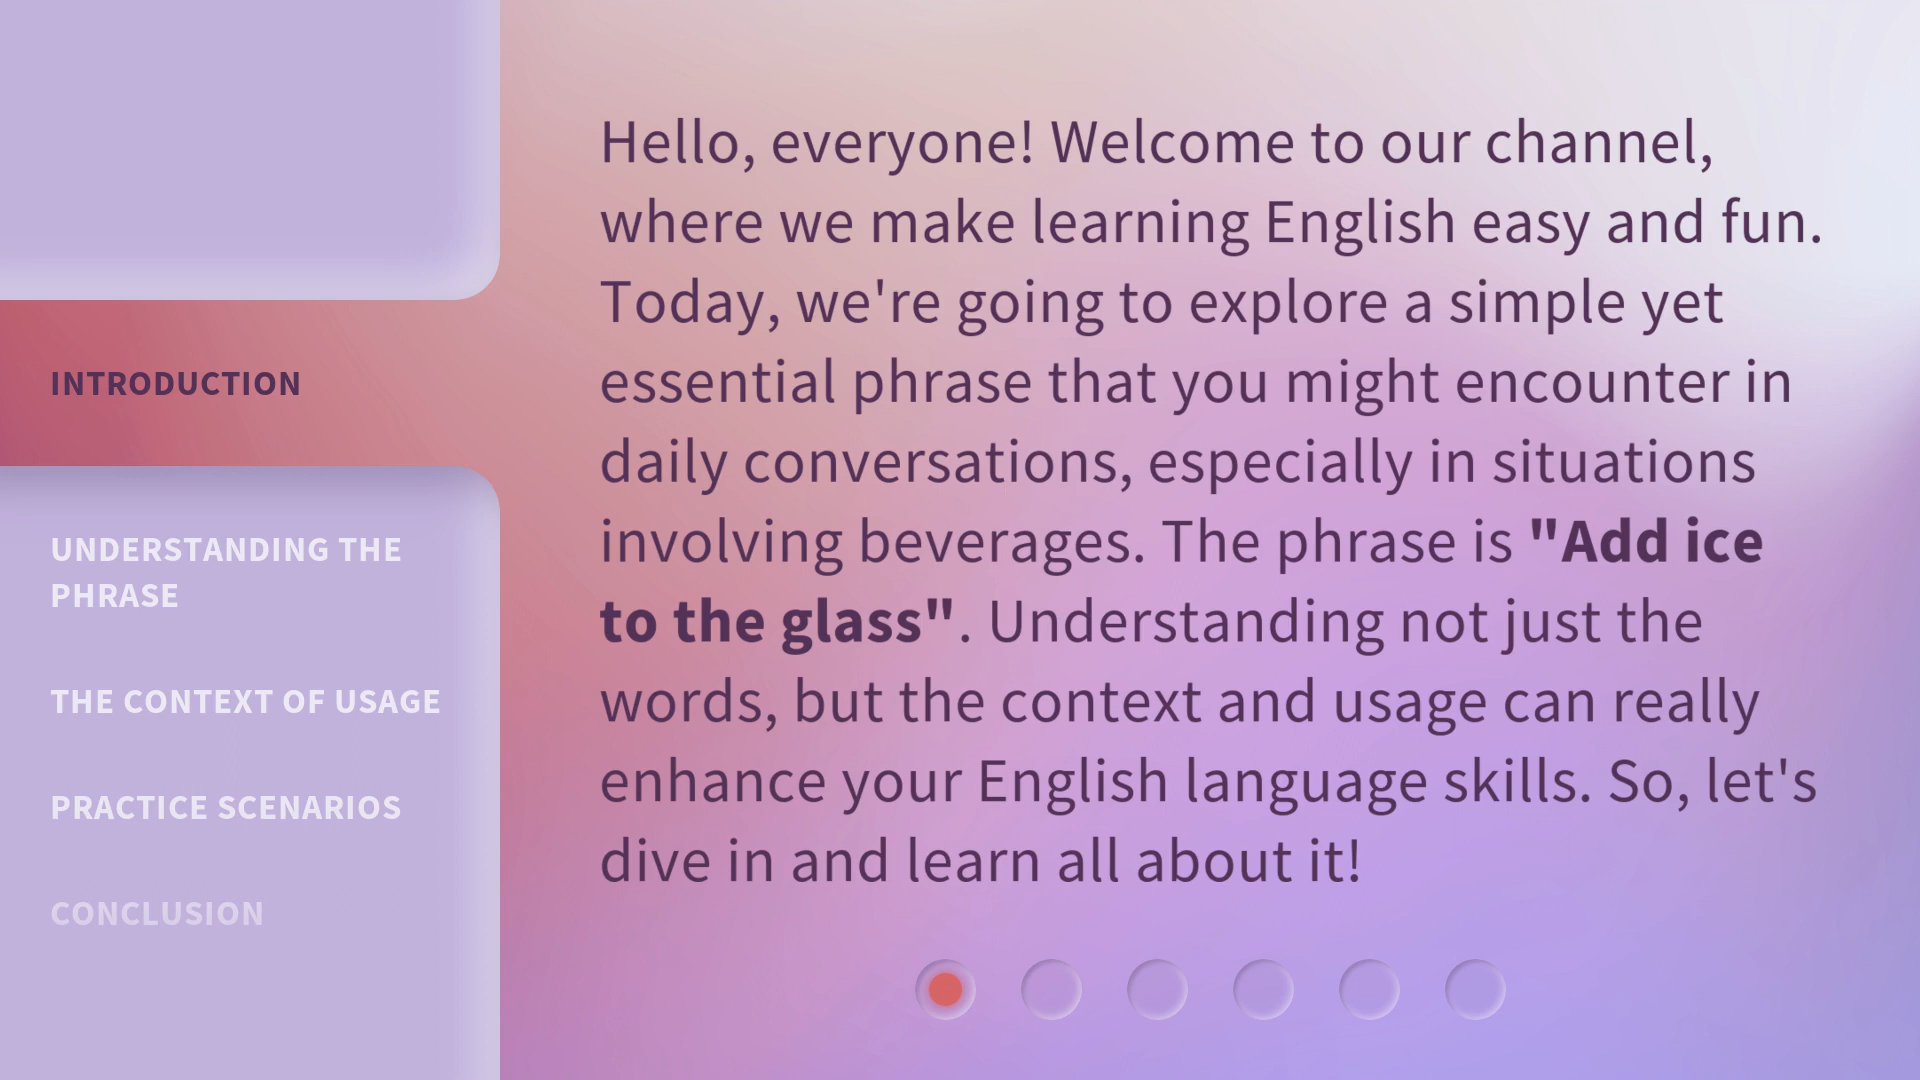 INTRODUCTION
UNDERSTANDING THE
PHRASE
THE CONTEXT OF USAGE
PRACTICE SCENARIOS
CONCLUSION
Hello, everyone! Welcome to our channel,
where we make learning English easy and fun.
Today, we're going to explore a simple yet
essential phrase that you might encounter in
daily conversations, especially in situations
involving beverages. The phrase is "Add ice
to the glass". Understanding not just the
words, but the context and usage can really
enhance your English language skills. So, let's
dive in and learn all about it!